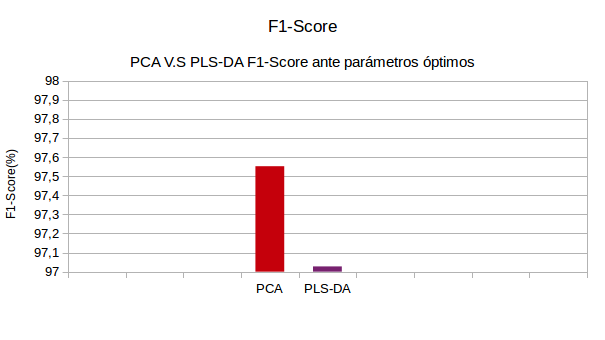 F1-Score
PCA V.S PLS-DA F1-Score ante parámetros óptimos
F1-Score(%)
98
97,9
97,8
97,7
97,6
97,5
97,4
97,3
97,2
97,1
97
PCA
PLS-DA